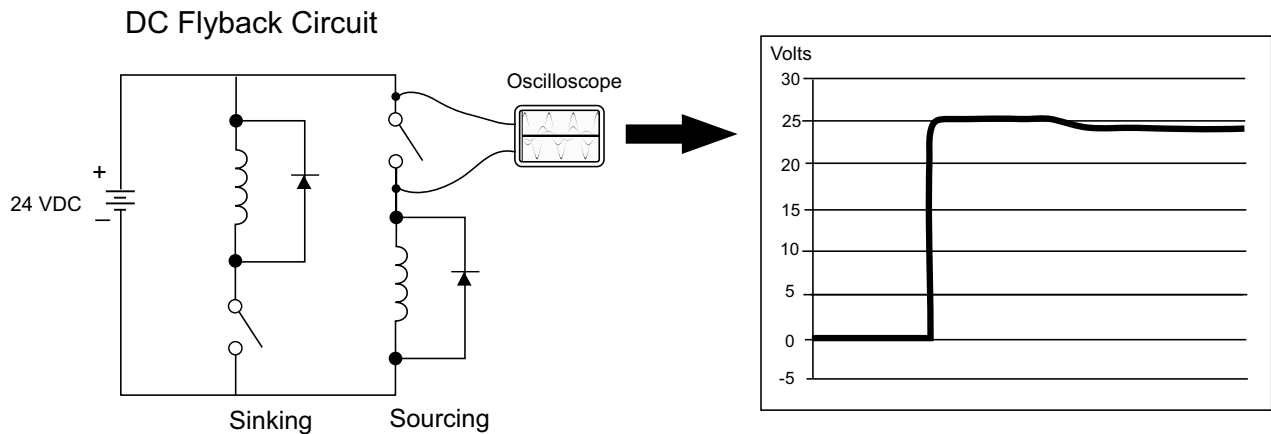 DC Flyback Circuit
Oscilloscope
+
24 VDC
–
Sinking
Sourcing
Volts
30
25
20
15
10
5
0
-5